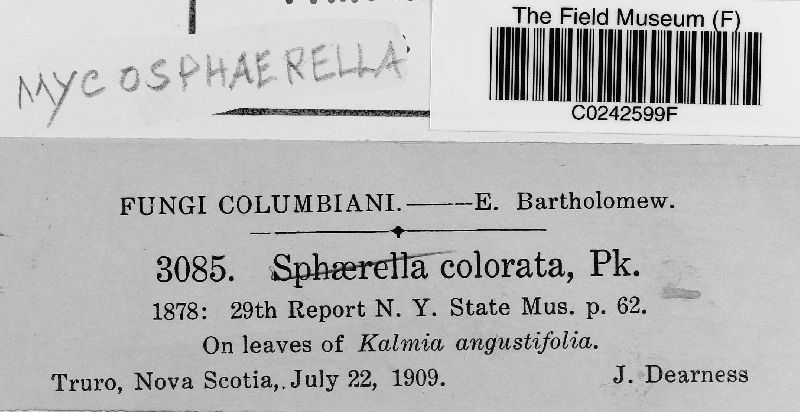 The Field Museum (F)
C0242599F
MYCOSPHAERELLA
FUNGI COLUMBIANI.——E. Bartholomew.
3085. Sphærella colorata, Pk.
1878: 29th Report N. Y. State Mus. p. 62.
On leaves of Kalmia angustifolia.
Truro, Nova Scotia, July 22, 1909. J. Dearness